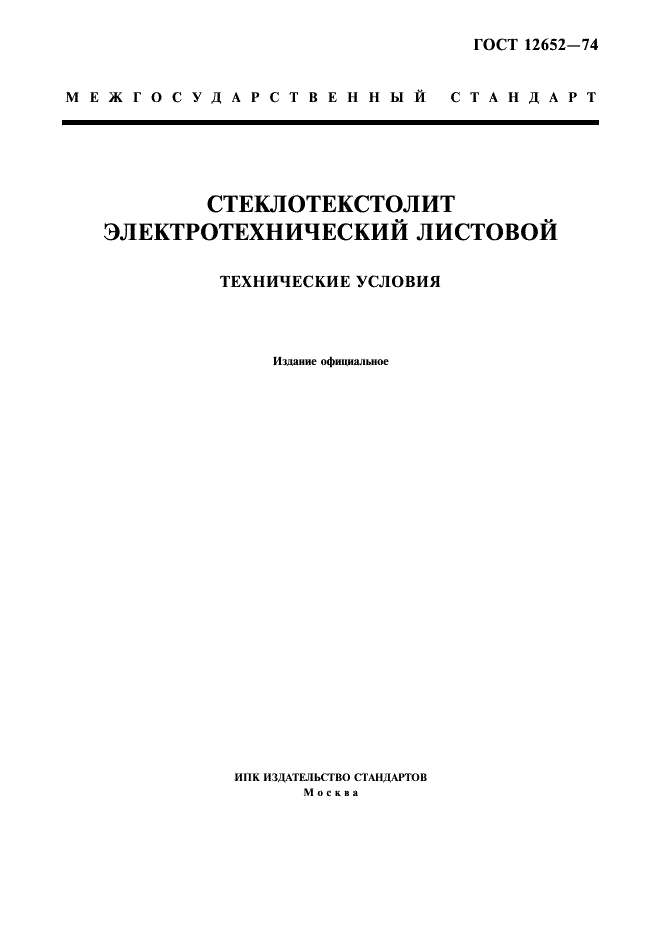 ГОСТ 12652—74
МЕЖГОСУДАРСТВЕННЫЙ СТАНДАРТ
СТЕКЛОТЕКСТОЛИТ
ЭЛЕКТРОТЕХНИЧЕСКИЙ ЛИСТОВОЙ
ТЕХНИЧЕСКИЕ УСЛОВИЯ
Издание официальное
ИПК ИЗДАТЕЛЬСТВО СТАНДАРТОВ
Москва